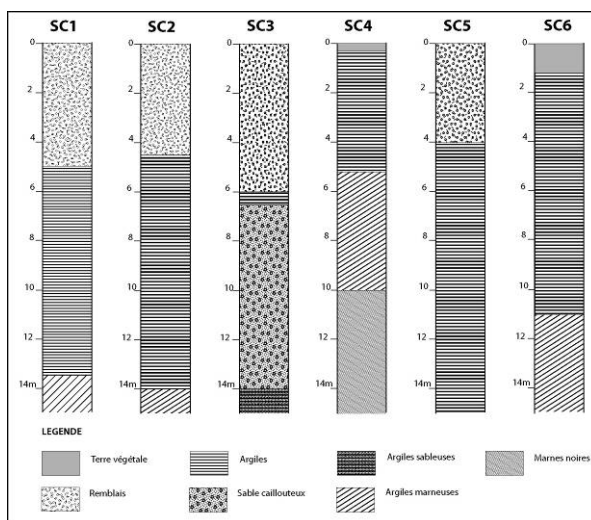 SC1 SC2 SC3 SC4 SC5 SC6
0 0 0 0 0 0
2 2 2 2 2 2
4 4 4 4 4 4
6 6 6 6 6 6
8 8 8 8 8 8
10 10 10 10 10 10
12 12 12 12 12 12
14m 14m 14m 14m 14m 14m
LEGENDE
Terre végétale Argiles Argiles sableuses Marnes noires
Remblais Sable caillouteux Argiles marneuses